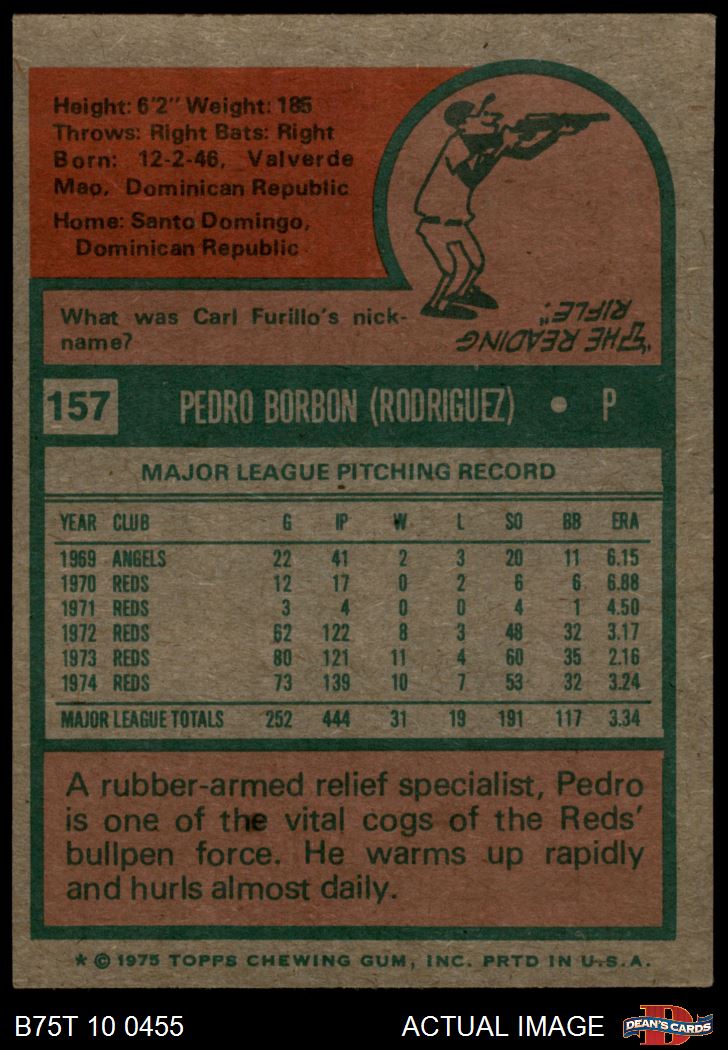 Height: 6'2" Weight: 185
Throws: Right Bats: Right
Born: 12-2-46, Valverde
Mao, Dominican Republic
Home: Santo Domingo,
Dominican Republic
What was Carl Furillo's nick-
name?
"THE READING
RIFLE."
157 PEDRO BORBON (RODRIGUEZ) • P
MAJOR LEAGUE PITCHING RECORD
YEAR CLUB G IP W L SO BB ERA
1969 ANGELS 22 41 2 3 20 11 6.15
1970 REDS 12 17 0 2 6 6 6.88
1971 REDS 3 4 0 0 4 1 4.50
1972 REDS 62 122 8 3 48 32 3.17
1973 REDS 80 121 11 4 60 35 2.16
1974 REDS 73 139 10 7 53 32 3.24
MAJOR LEAGUE TOTALS 252 444 31 19 191 117 3.34
A rubber-armed relief specialist, Pedro
is one of the vital cogs of the Reds'
bullpen force. He warms up rapidly
and hurls almost daily.
* © 1975 TOPPS CHEWING GUM, INC. PRTD IN U.S.A.
B75T 10 0455 ACTUAL IMAGE DEAN'S CARDS